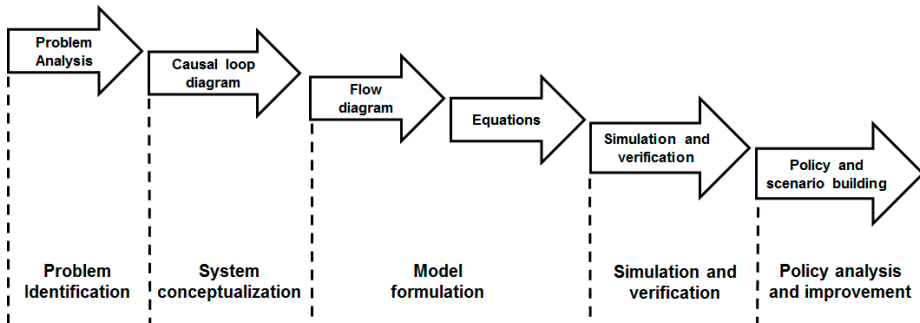 Problem
Analysis
Causal loop
diagram
Flow
diagram
Equations
Simulation and
verification
Policy and
scenario building
Problem
Identification
System
conceptualization
Model
formulation
Simulation and
verification
Policy analysis
and improvement